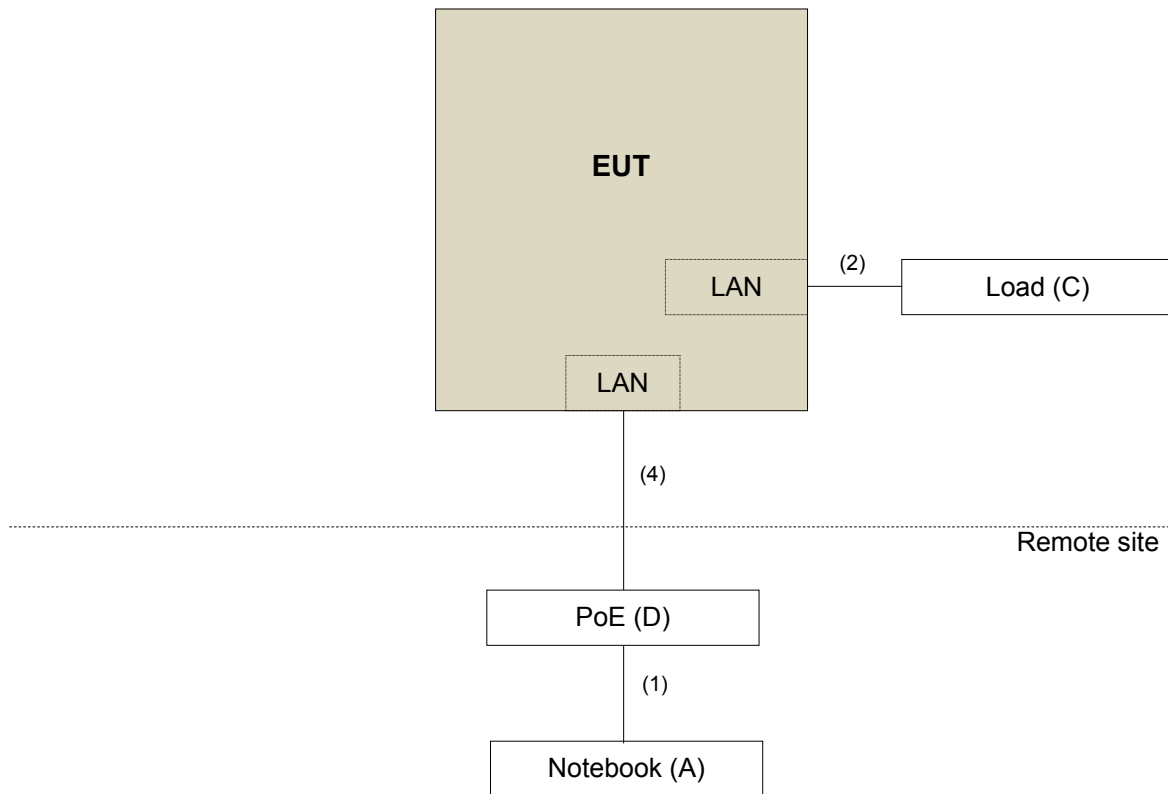 EUT
(2)
LAN
Load (C)
LAN
(4)
Remote site
PoE (D)
(1)
Notebook (A)